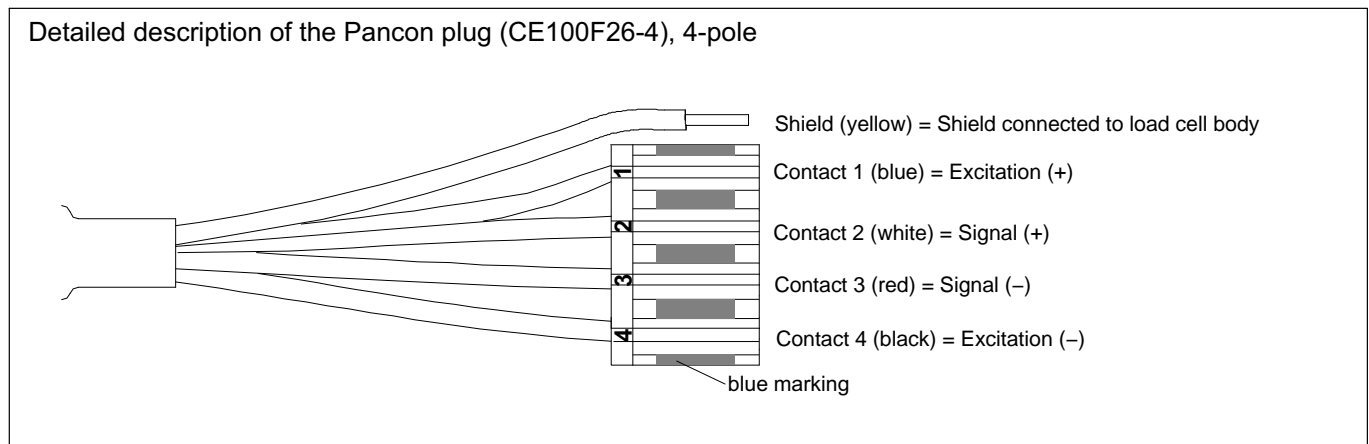 Detailed description of the Pancon plug (CE100F26-4), 4-pole
Shield (yellow) = Shield connected to load cell body
1
Contact 1 (blue) = Excitation (+)
2
Contact 2 (white) = Signal (+)
3
Contact 3 (red) = Signal (−)
4
Contact 4 (black) = Excitation (−)
blue marking